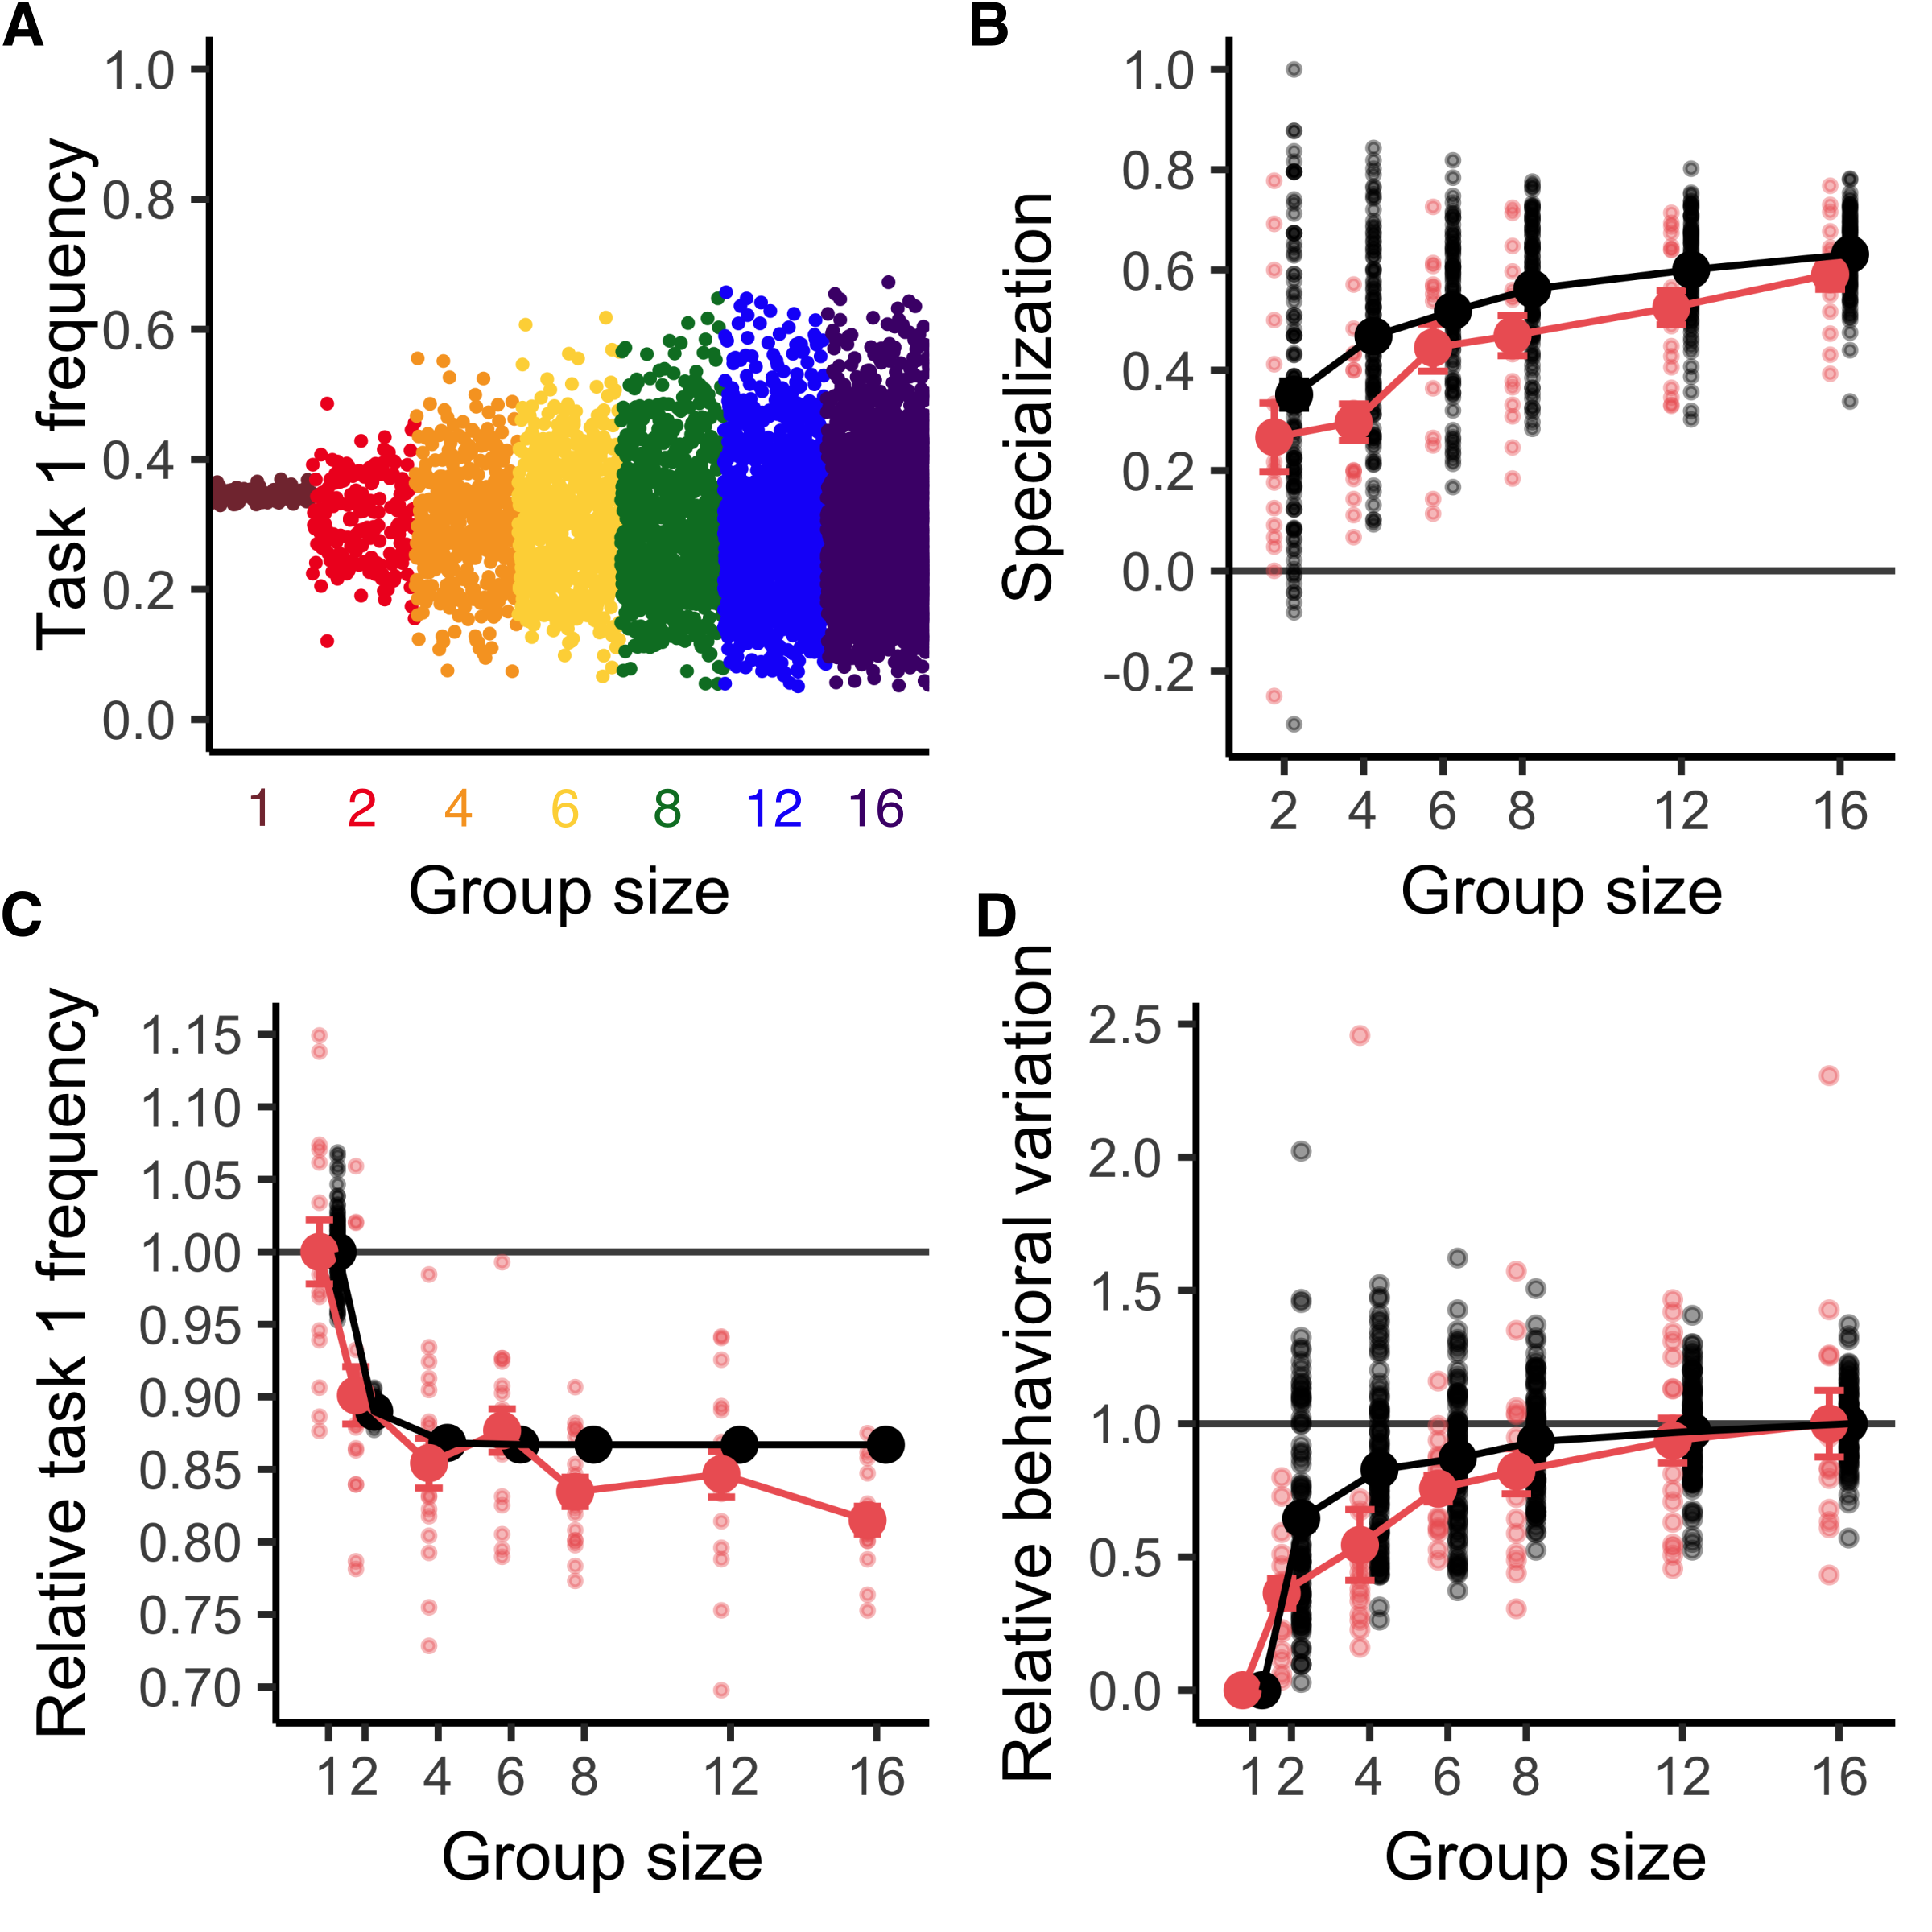 A
Task 1 frequency
1.0
0.8
0.6
0.4
0.2
0.0
1 2 4 6 8 12 16
Group size
B
Specialization
1.0
0.8
0.6
0.4
0.2
0.0
-0.2
2 4 6 8 12 16
Group size
C
Relative task 1 frequency
1.15
1.10
1.05
1.00
0.95
0.90
0.85
0.80
0.75
0.70
1 2 4 6 8 12 16
Group size
D
Relative behavioral variation
2.5
2.0
1.5
1.0
0.5
0.0
1 2 4 6 8 12 16
Group size